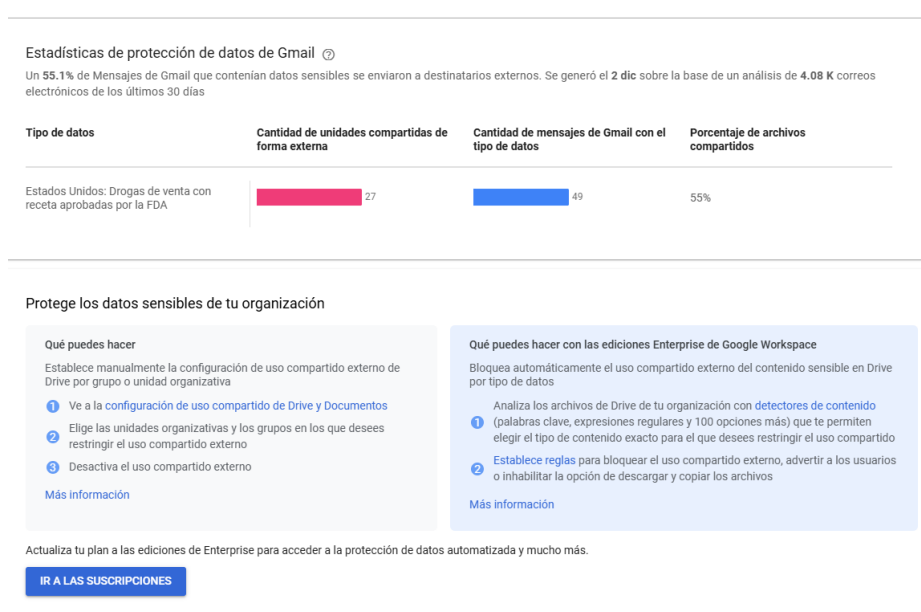 Estadísticas de protección de datos de Gmail
Un 55.1% de Mensajes de Gmail que contenían datos sensibles se enviaron a destinatarios externos. Se generó el 2 dic sobre la base de un análisis de 4.08 K correos
electrónicos de los últimos 30 días
Tipo de datos
Cantidad de unidades compartidas de
forma externa
Cantidad de mensajes de Gmail con el
tipo de datos
Porcentaje de archivos
compartidos
Estados Unidos: Drogas de venta con
receta aprobadas por la FDA
27
49
55%
Protege los datos sensibles de tu organización
Qué puedes hacer
Establece manualmente la configuración de uso compartido externo de
Drive por grupo o unidad organizativa
1 Ve a la configuración de uso compartido de Drive y Documentos
2 Elige las unidades organizativas y los grupos en los que desees
restringir el uso compartido externo
3 Desactiva el uso compartido externo
Más información
Qué puedes hacer con las ediciones Enterprise de Google Workspace
Bloquea automáticamente el uso compartido externo del contenido sensible en Drive
por tipo de datos
1 Analiza los archivos de Drive de tu organización con detectores de contenido
(palabras clave, expresiones regulares y 100 opciones más) que te permiten
elegir el tipo de contenido exacto para el que desees restringir el uso compartido
2 Establece reglas para bloquear el uso compartido externo, advertir a los usuarios
o inhabilitar la opción de descargar y copiar los archivos
Más información
Actualiza tu plan a las ediciones de Enterprise para acceder a la protección de datos automatizada y mucho más.
IR A LAS SUSCRIPCIONES